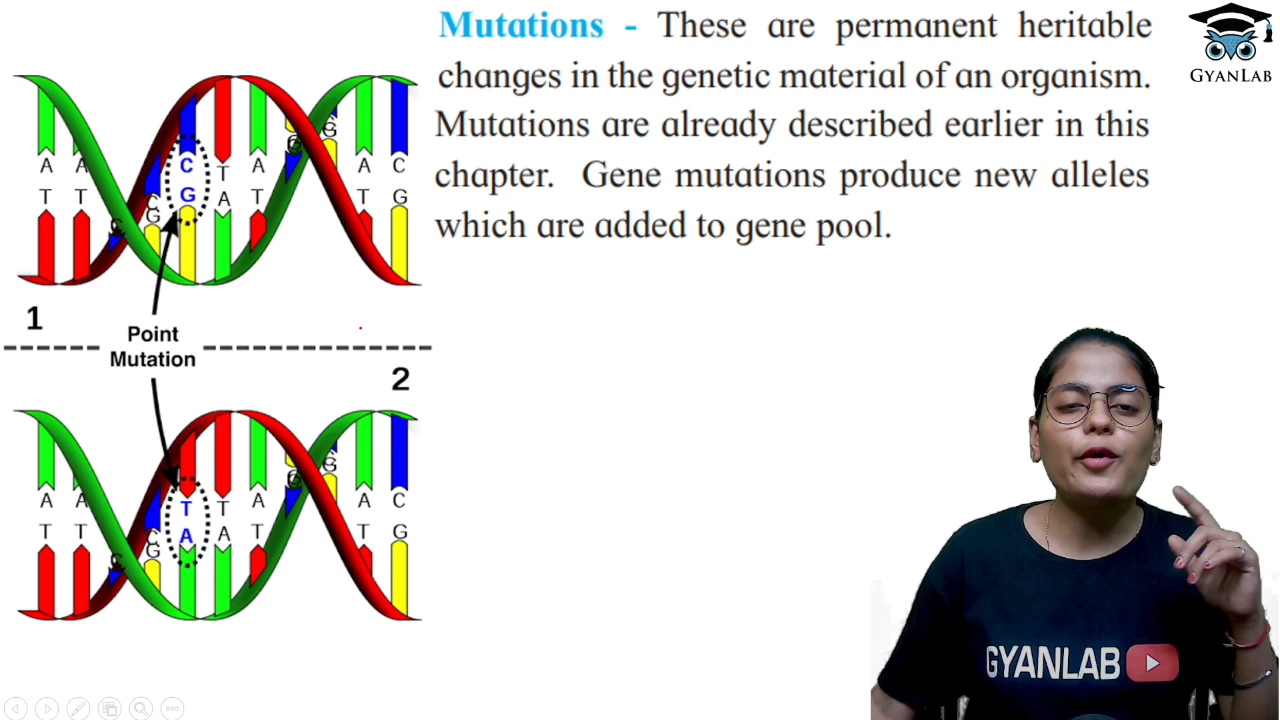 Mutations - These are permanent heritable
changes in the genetic material of an organism.
Mutations are already described earlier in this
chapter. Gene mutations produce new alleles
which are added to gene pool.
GYANLAB
A A C C T A G G A C
T T C G G A T G T G
1
Point
Mutation
2
A A C T T A G G A C
T T C G A A T T G
GYANLAB